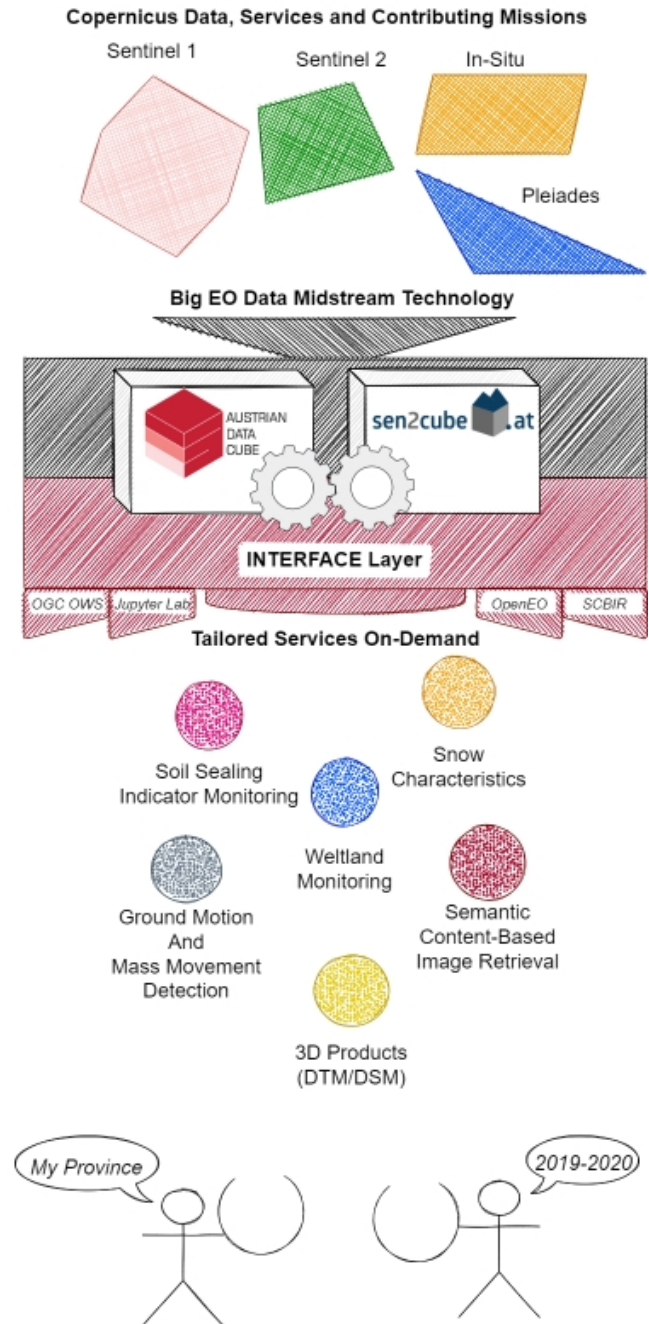 Copernicus Data, Services and Contributing Missions
Sentinel 1
Sentinel 2
In-Situ
Pleiades
Big EO Data Midstream Technology
AUSTRIAN
DATA
CUBE
sen2cube.at
INTERFACE Layer
OGC OWS
Jupyter Lab
OpenEO
SCBIR
Tailored Services On-Demand
Soil Sealing
Indicator Monitoring
Snow
Characteristics
Weltland
Monitoring
Ground Motion
And
Mass Movement
Detection
Semantic
Content-Based
Image Retrieval
3D Products
(DTM/DSM)
My Province
2019-2020